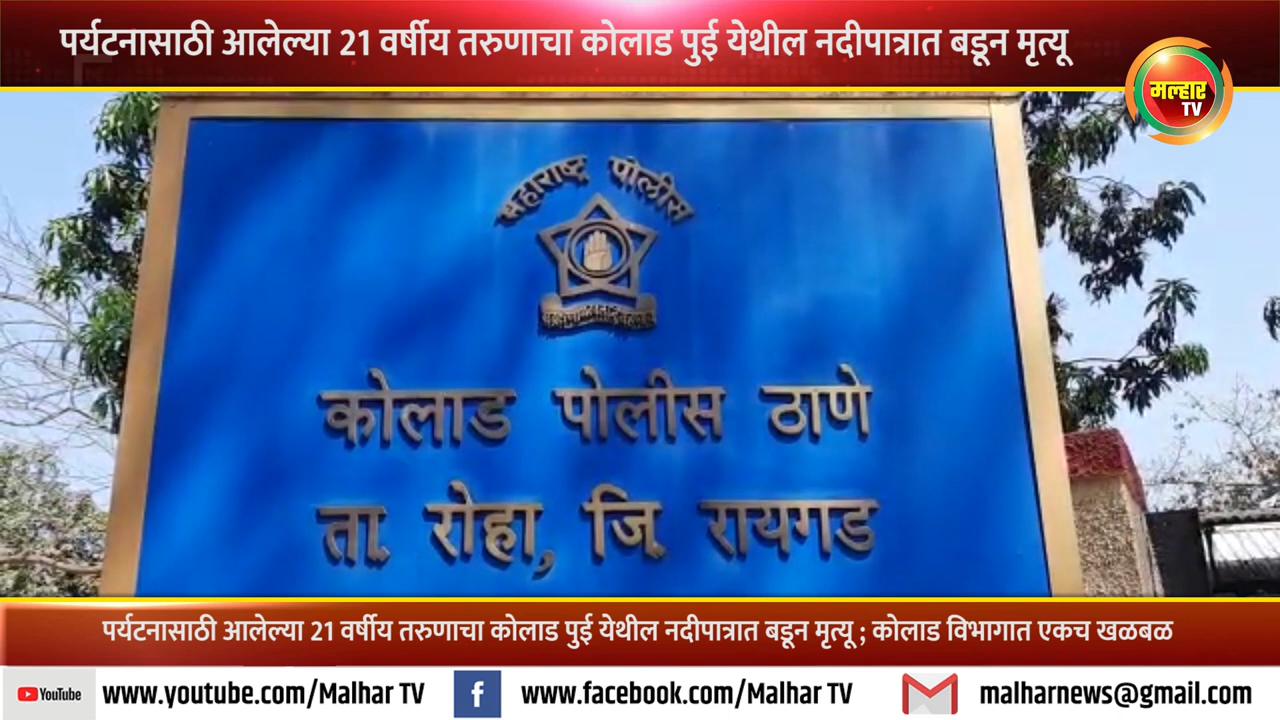 पर्यटनासाठी आलेल्या 21 वर्षीय तरुणाचा कोलाड पुई येथील नदीपात्रात बडून मृत्यू
मल्हार
TV
महाराष्ट्र पोलीस
कोलाड पोलीस ठाणे
ता. रोहा, जि. रायगड
पर्यटनासाठी आलेल्या 21 वर्षीय तरुणाचा कोलाड पुई येथील नदीपात्रात बडून मृत्यू ; कोलाड विभागात एकच खळबळ
YouTube www.youtube.com/Malhar TV f www.facebook.com/Malhar TV malharnews@gmail.com